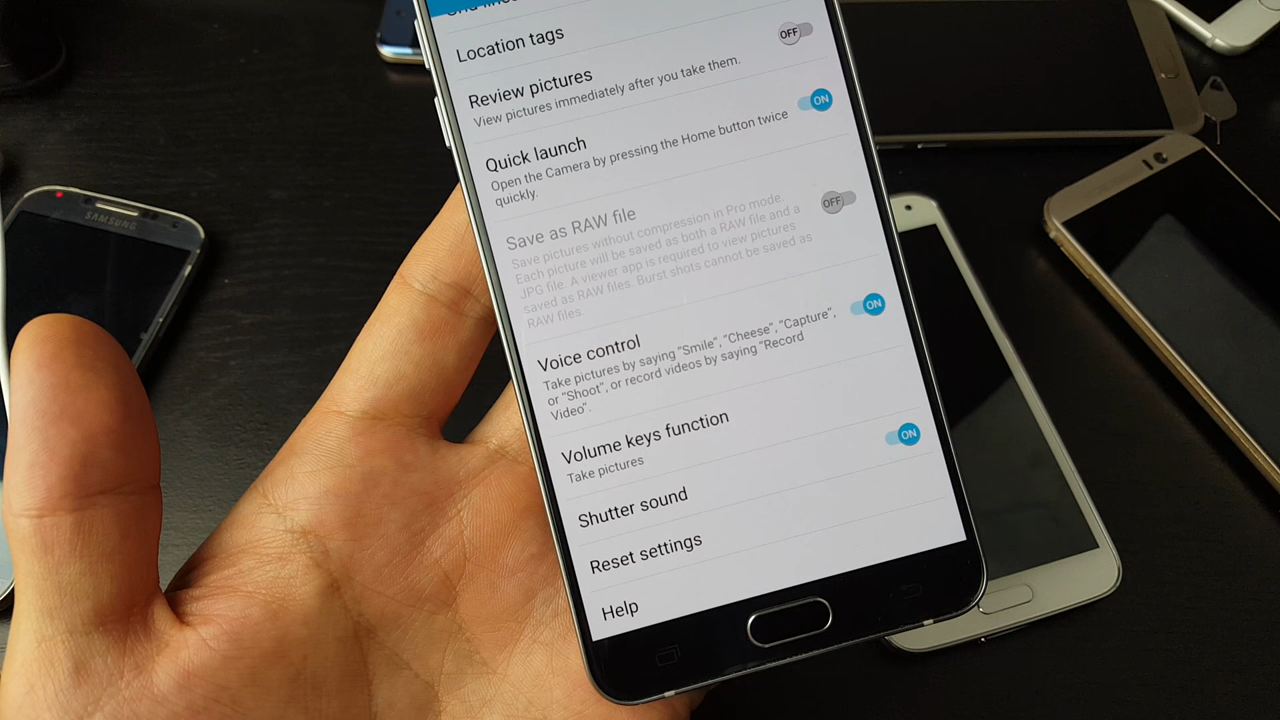 Location tags
OFF
Review pictures
View pictures immediately after you take them.
ON
Quick launch
Open the Camera by pressing the Home button twice
quickly.
OFF
Save as RAW file
Save pictures without compression in Pro mode.
Each picture will be saved as both a RAW file and a
JPG file. A viewer app is required to view pictures
saved as RAW files. Burst shots cannot be saved as
RAW files.
ON
Voice control
Take pictures by saying "Smile", "Cheese", "Capture",
or "Shoot", or record videos by saying "Record
Video".
Volume keys function
Take pictures
ON
Shutter sound
Reset settings
Help
SAMSUNG